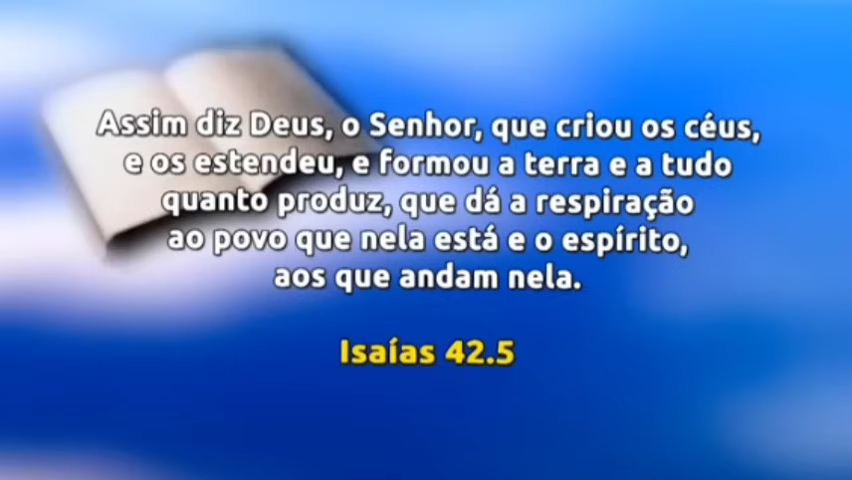 Assim diz Deus, o Senhor, que criou os céus,
e os estendeu, e formou a terra e a tudo
quanto produz, que dá a respiração
ao povo que nela está e o espírito,
aos que andam nela.
Isaías 42.5